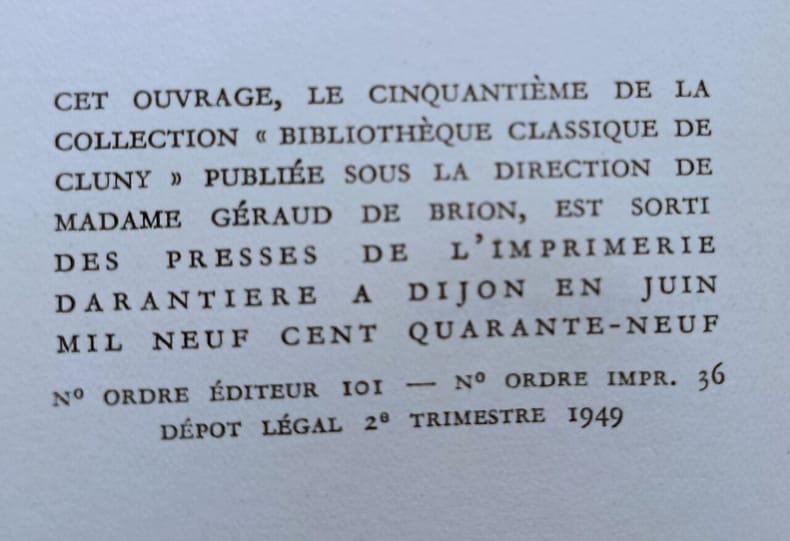 CET OUVRAGE, LE CINQUANTIÈME DE LA
COLLECTION « BIBLIOTHÈQUE CLASSIQUE DE
CLUNY » PUBLIÉE SOUS LA DIRECTION DE
MADAME GÉRAUD DE BRION, EST SORTI
DES PRESSES DE L'IMPRIMERIE
DARANTIERE A DIJON EN JUIN
MIL NEUF CENT QUARANTE-NEUF
Nº ORDRE ÉDITEUR 101 — Nº ORDRE IMPR. 36
DÉPOT LÉGAL 2e TRIMESTRE 1949